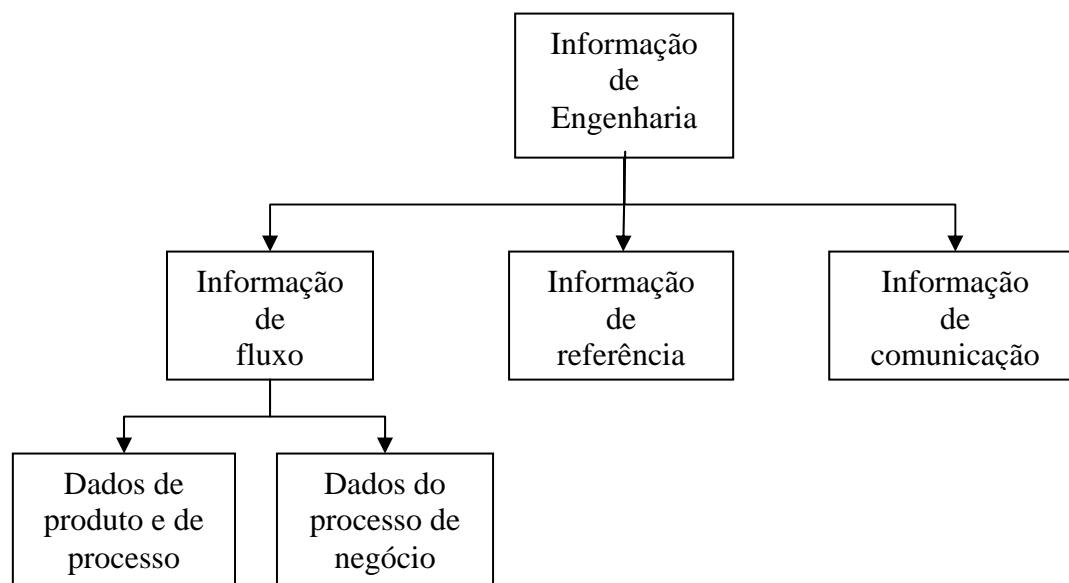 Informação
de
Engenharia
Informação
de
fluxo
Informação
de
referência
Informação
de
comunicação
Dados de
produto e de
processo
Dados do
processo de
negócio